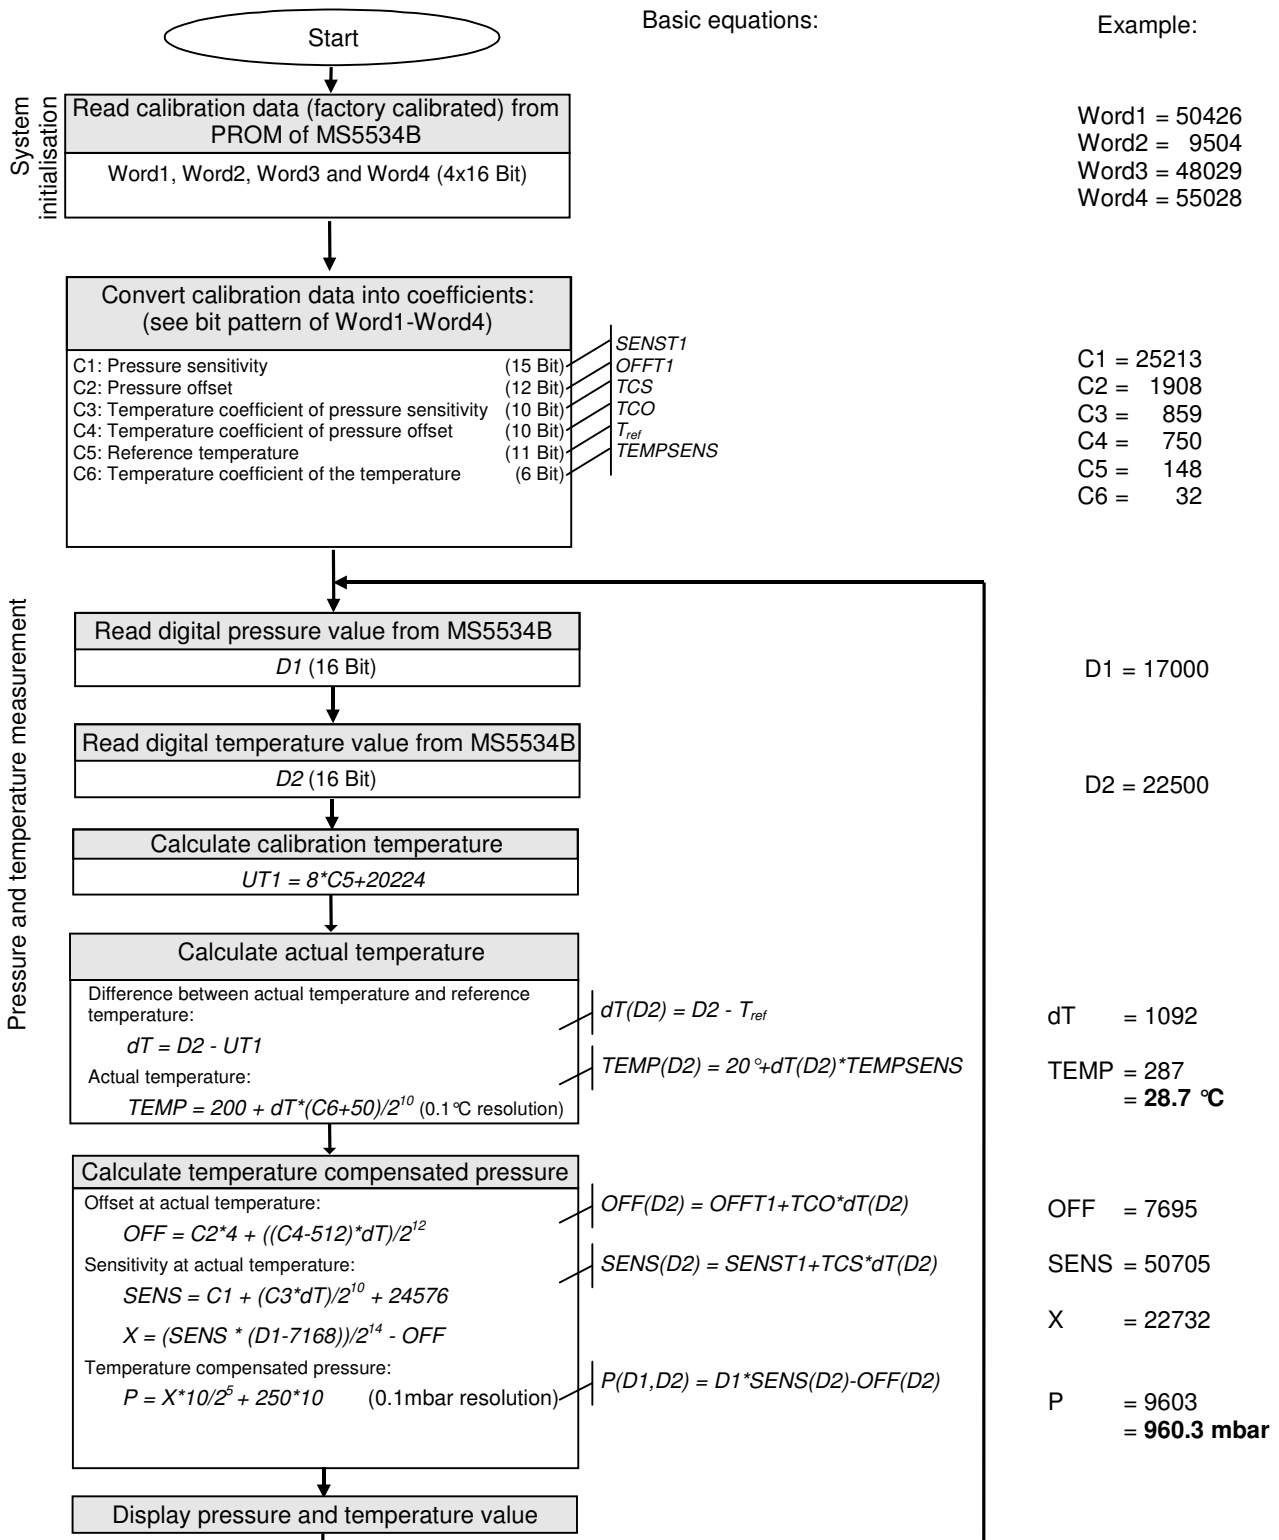 Basic equations:
Example:
Start
System
initialisation
Read calibration data (factory calibrated) from
PROM of MS5534B
Word1, Word2, Word3 and Word4 (4x16 Bit)
Word1 = 50426
Word2 = 9504
Word3 = 48029
Word4 = 55028
Convert calibration data into coefficients:
(see bit pattern of Word1-Word4)
C1: Pressure sensitivity (15 Bit) SENST1
C2: Pressure offset (12 Bit) OFFT1
C3: Temperature coefficient of pressure sensitivity (10 Bit) TCS
C4: Temperature coefficient of pressure offset (10 Bit) TCO
C5: Reference temperature (11 Bit) Tref
C6: Temperature coefficient of the temperature (6 Bit) TEMPSENS
C1 = 25213
C2 = 1908
C3 = 859
C4 = 750
C5 = 148
C6 = 32
Pressure and temperature measurement
Read digital pressure value from MS5534B
D1 (16 Bit)
D1 = 17000
Read digital temperature value from MS5534B
D2 (16 Bit)
D2 = 22500
Calculate calibration temperature
UT1 = 8*C5+20224
Calculate actual temperature
Difference between actual temperature and reference
temperature:
dT = D2 - UT1
dT(D2) = D2 - Tref
dT = 1092
Actual temperature:
TEMP = 200 + dT*(C6+50)/2^10 (0.1°C resolution)
TEMP(D2) = 20°+dT(D2)*TEMPSENS
TEMP = 287
= 28.7 °C
Calculate temperature compensated pressure
Offset at actual temperature:
OFF = C2*4 + ((C4-512)*dT)/2^12
OFF(D2) = OFFT1+TCO*dT(D2)
OFF = 7695
Sensitivity at actual temperature:
SENS = C1 + (C3*dT)/2^10 + 24576
SENS(D2) = SENST1+TCS*dT(D2)
SENS = 50705
X = (SENS * (D1-7168))/2^14 - OFF
X = 22732
Temperature compensated pressure:
P = X*10/2^5 + 250*10 (0.1mbar resolution)
P(D1,D2) = D1*SENS(D2)-OFF(D2)
P = 9603
= 960.3 mbar
Display pressure and temperature value